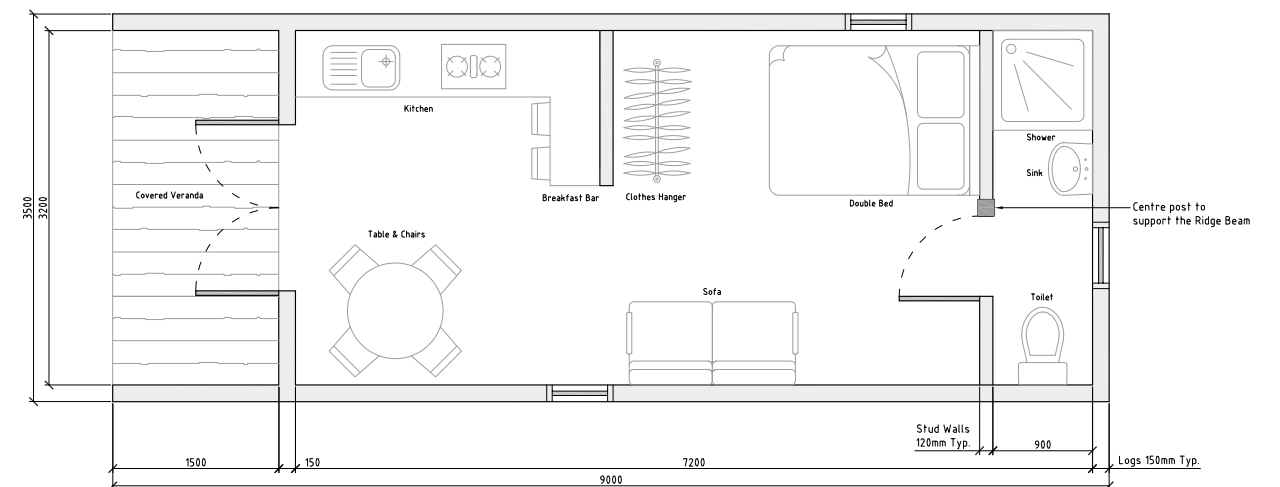 Kitchen
Shower
Sink
Covered Veranda
Breakfast Bar
Clothes Hanger
Double Bed
Centre post to
support the Ridge Beam
3500
3200
Table & Chairs
Sofa
Toilet
Stud Walls
120mm Typ.
900
1500
150
7200
Logs 150mm Typ.
9000